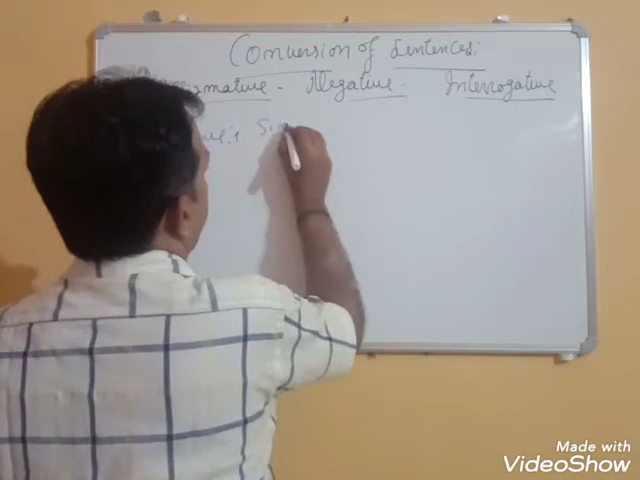 Conversion of Sentences:
Negative - Interrogative
Made with
VideoShow